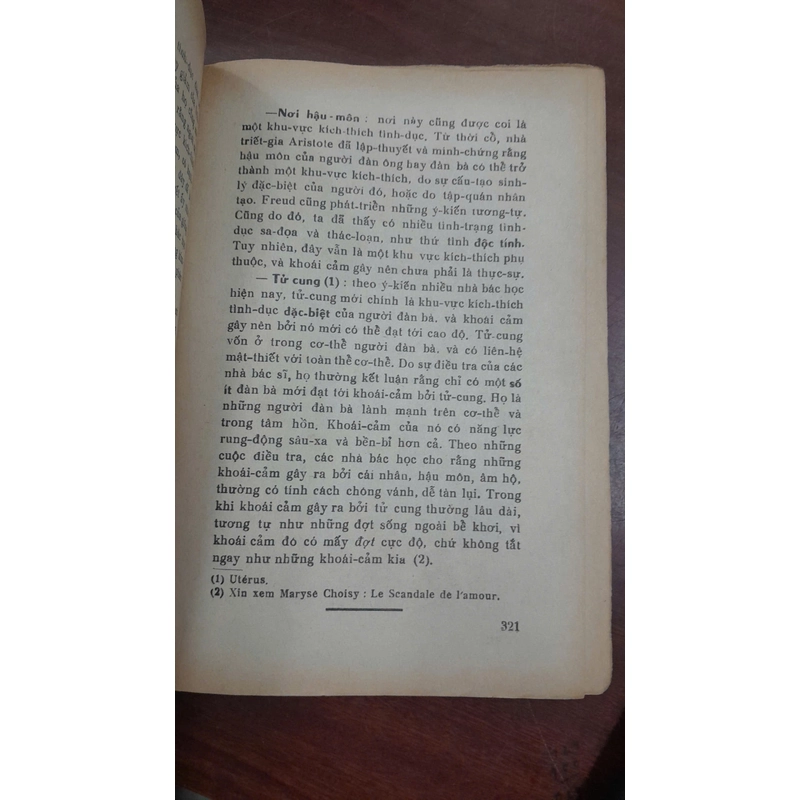 —Nơi hậu-môn : nơi này cũng được coi là
một khu-vực kích-thích tình-dục. Từ thời cổ, nhà
triết-gia Aristote đã lập-thuyết và minh-chứng rằng
hậu môn của người đàn ông hay đàn bà có thể trở
thành một khu-vực kích-thích, do sự cấu-tạo sinh-
lý đặc-biệt của người đó, hoặc do tập-quán nhân
tạo. Freud cũng phát-triển những ý-kiến tương-tự.
Cũng do đó, ta đã thấy có nhiều tình-trạng tình-
dục sa-đọa và thác-loạn, như thứ tình độc tính.
Tuy nhiên, đây vẫn là một khu vực kích-thích phụ
thuộc, và khoái cảm gây nên chưa phải là thực-sự.
— Tử cung (1) : theo ý-kiến nhiều nhà bác học
hiện nay, tử-cung mới chính là khu-vực kích-thích
tình-dục đặc-biệt của người đàn bà. và khoái cảm
gây nên bởi nó mới có thể đạt tới cao độ. Tử-cung
vốn ở trong cơ-thể người đàn bà. và có liên-hệ
mật-thiết với toàn thể cơ-thể. Do sự điều tra của các
nhà bác sĩ, họ thường kết luận rằng chỉ có một số
ít đàn bà mới đạt tới khoái-cảm bởi tử-cung. Họ là
những người đàn bà lành mạnh trên cơ-thể và
trong tâm hồn. Khoái-cảm của nó có năng lực
rung-động sâu-xa và bền-bỉ hơn cả. Theo những
cuộc điều tra, các nhà bác học cho rằng những
khoái-cảm gây ra bởi cái nhân, hậu môn, âm hộ,
thường có tính cách chóng vánh, dễ tàn lụi. Trong
khi khoái cảm gây ra bởi tử cung thường lâu dài,
tương tự như những đợt sống ngoài bể khơi, vì
khoái cảm đó có mấy đợt cực độ, chứ không tắt
ngay như những khoái-cảm kia (2).
(1) Utérus.
(2) Xin xem Maryse Choisy : Le Scandale de l'amour.
321